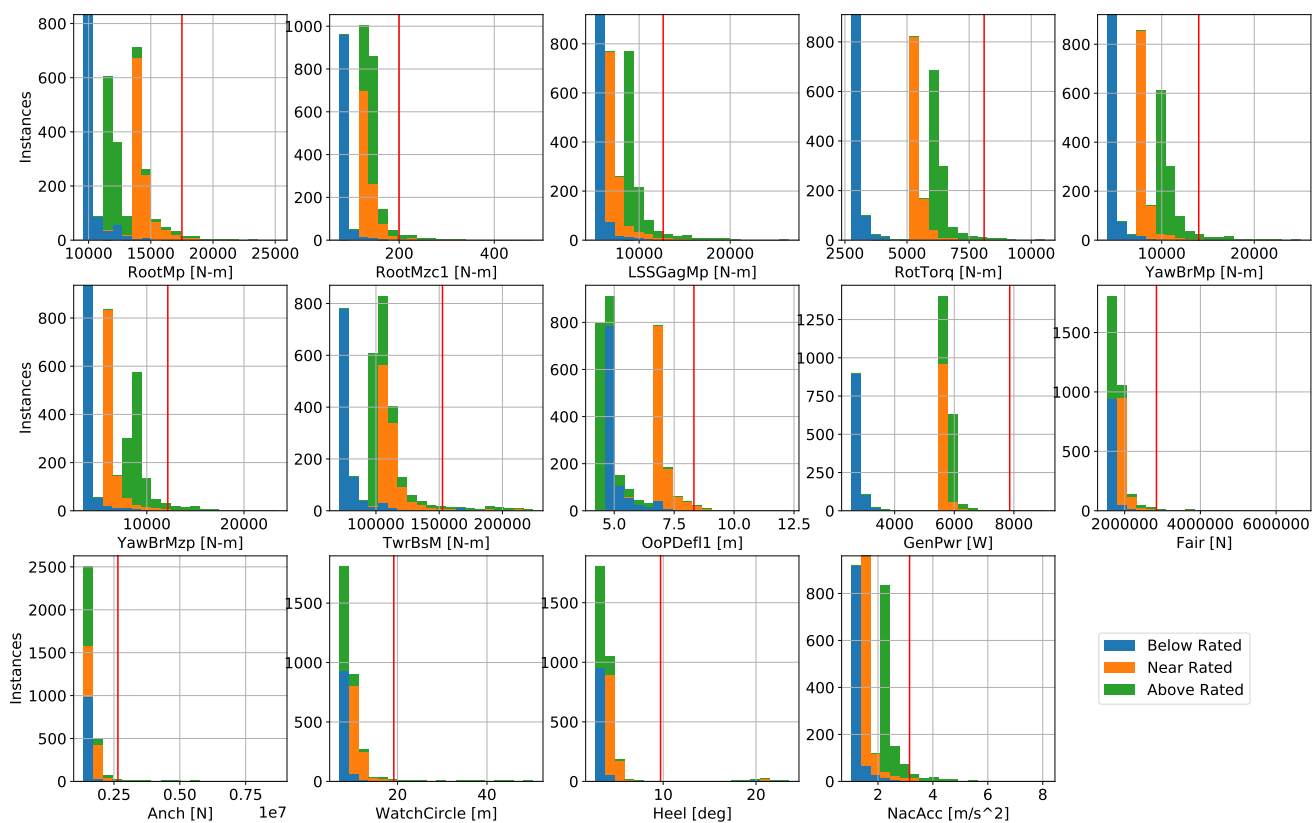 800
600
400
200
0
Instances
10000 15000 20000 25000
RootMp [N-m]
1000
800
600
400
200
0
200 400
RootMzc1 [N-m]
800
600
400
200
0
10000 20000
LSSGagMp [N-m]
800
600
400
200
0
2500 5000 7500 10000
RotTorq [N-m]
800
600
400
200
0
10000 20000
YawBrMp [N-m]
800
600
400
200
0
Instances
10000 20000
YawBrMzp [N-m]
800
600
400
200
0
100000 150000 200000
TwrBsM [N-m]
800
600
400
200
0
5.0 7.5 10.0 12.5
OoPDefl1 [m]
1250
1000
750
500
250
0
4000 6000 8000
GenPwr [W]
1500
1000
500
0
2000000 4000000 6000000
Fair [N]
2500
2000
1500
1000
500
0
Instances
0.25 0.50 0.75
1e7
Anch [N]
1500
1000
500
0
20 40
WatchCircle [m]
1500
1000
500
0
10 20
Heel [deg]
800
600
400
200
0
2 4 6 8
NacAcc [m/s^2]
Below Rated
Near Rated
Above Rated